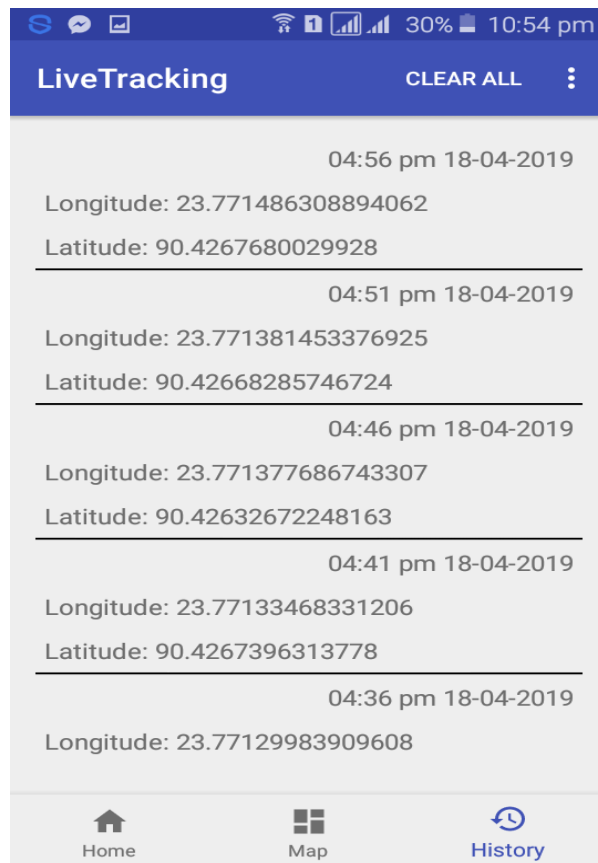 30% 10:54 pm
LiveTracking CLEAR ALL
04:56 pm 18-04-2019
Longitude: 23.771486308894062
Latitude: 90.4267680029928
04:51 pm 18-04-2019
Longitude: 23.771381453376925
Latitude: 90.42668285746724
04:46 pm 18-04-2019
Longitude: 23.771377686743307
Latitude: 90.42632672248163
04:41 pm 18-04-2019
Longitude: 23.77133468331206
Latitude: 90.4267396313778
04:36 pm 18-04-2019
Longitude: 23.77129983909608
Home Map History